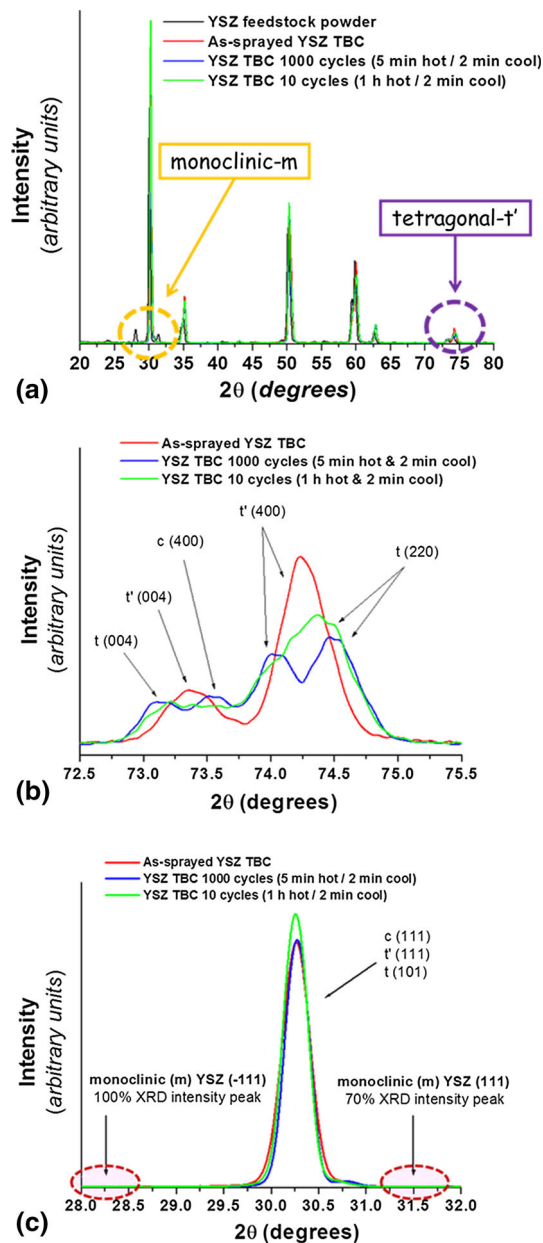 YSZ feedstock powder
As-sprayed YSZ TBC
YSZ TBC 1000 cycles (5 min hot / 2 min cool)
YSZ TBC 10 cycles (1 h hot / 2 min cool)
monoclinic-m
tetragonal-t'
Intensity
(arbitrary units)
20 25 30 35 40 45 50 55 60 65 70 75 80
2θ (degrees)
(a)
As-sprayed YSZ TBC
YSZ TBC 1000 cycles (5 min hot & 2 min cool)
YSZ TBC 10 cycles (1 h hot & 2 min cool)
t' (400)
c (400)
t' (004)
t (004)
t (220)
Intensity
(arbitrary units)
72.5 73.0 73.5 74.0 74.5 75.0 75.5
2θ (degrees)
(b)
As-sprayed YSZ TBC
YSZ TBC 1000 cycles (5 min hot / 2 min cool)
YSZ TBC 10 cycles (1 h hot / 2 min cool)
c (111)
t' (111)
t (101)
monoclinic (m) YSZ (-111)
100% XRD intensity peak
monoclinic (m) YSZ (111)
70% XRD intensity peak
Intensity
(arbitrary units)
28.0 28.5 29.0 29.5 30.0 30.5 31.0 31.5 32.0
2θ (degrees)
(c)